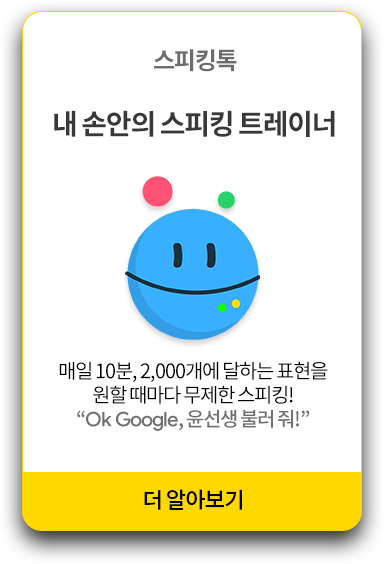 스피킹톡
내 손안의 스피킹 트레이너
매일 10분, 2,000개에 달하는 표현을
원할 때마다 무제한 스피킹!
“Ok Google, 윤선생 불러 줘!”
더 알아보기